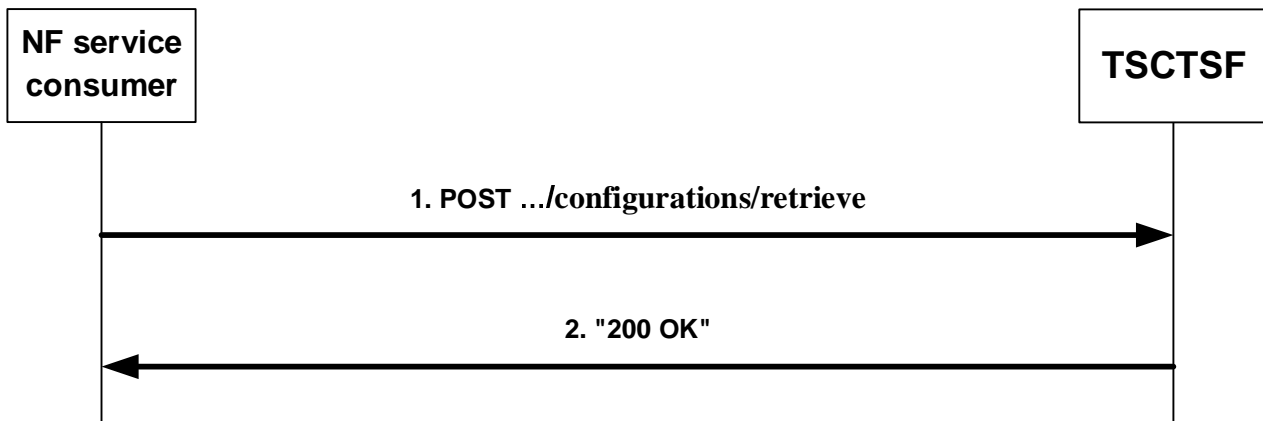 NF service
consumer
TSCTSF
1. POST …/configurations/retrieve
2. "200 OK"